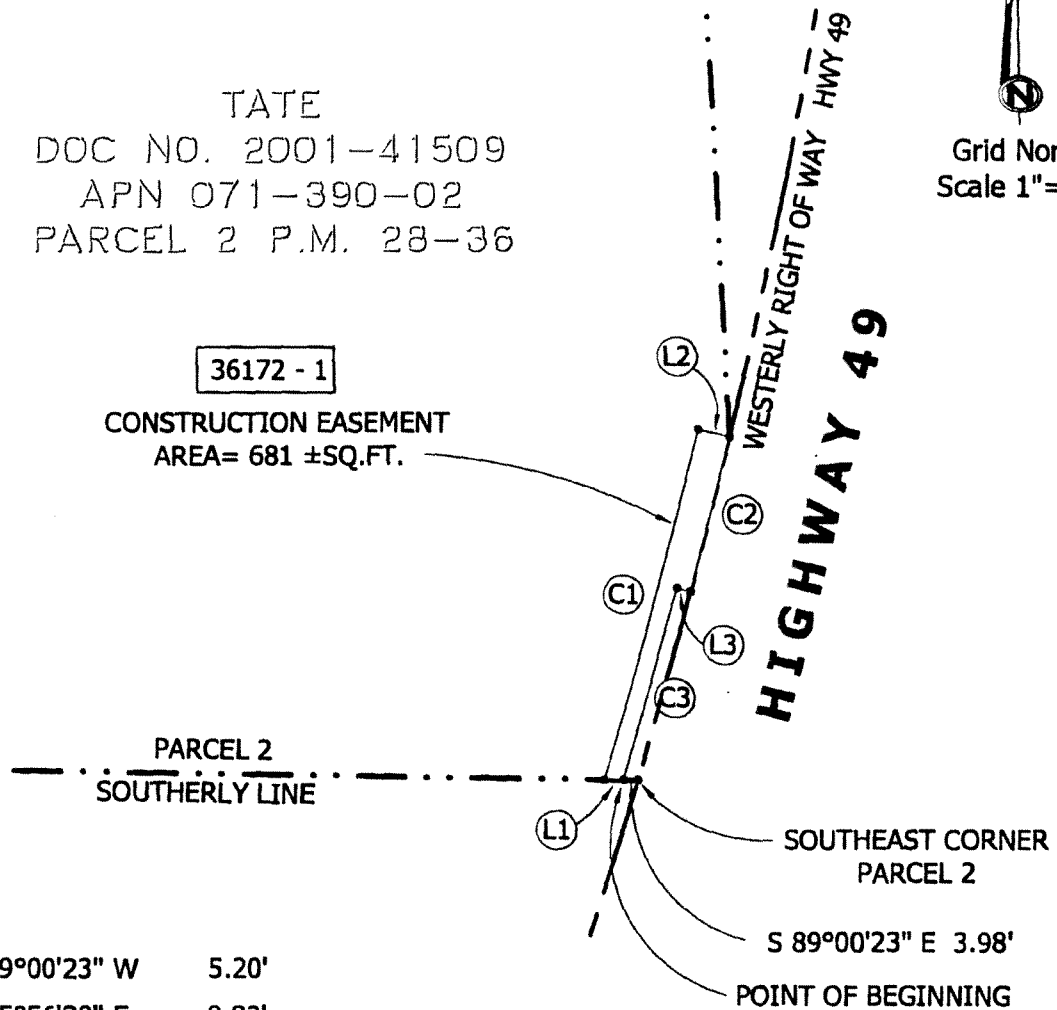 TATE
DOC NO. 2001-41509
APN 071-390-02
PARCEL 2 P.M. 28-36
WESTERLY RIGHT OF WAY HWY 49
N
Grid Nor
Scale 1"=
36172 - 1
CONSTRUCTION EASEMENT
AREA= 681 ±SQ.FT.
L2
C2
HIGHWAY 49
C1
L3
C3
PARCEL 2
SOUTHERLY LINE
L1
SOUTHEAST CORNER
PARCEL 2
S 89°00'23" E 3.98'
POINT OF BEGINNING
9°00'23" W 5.20'